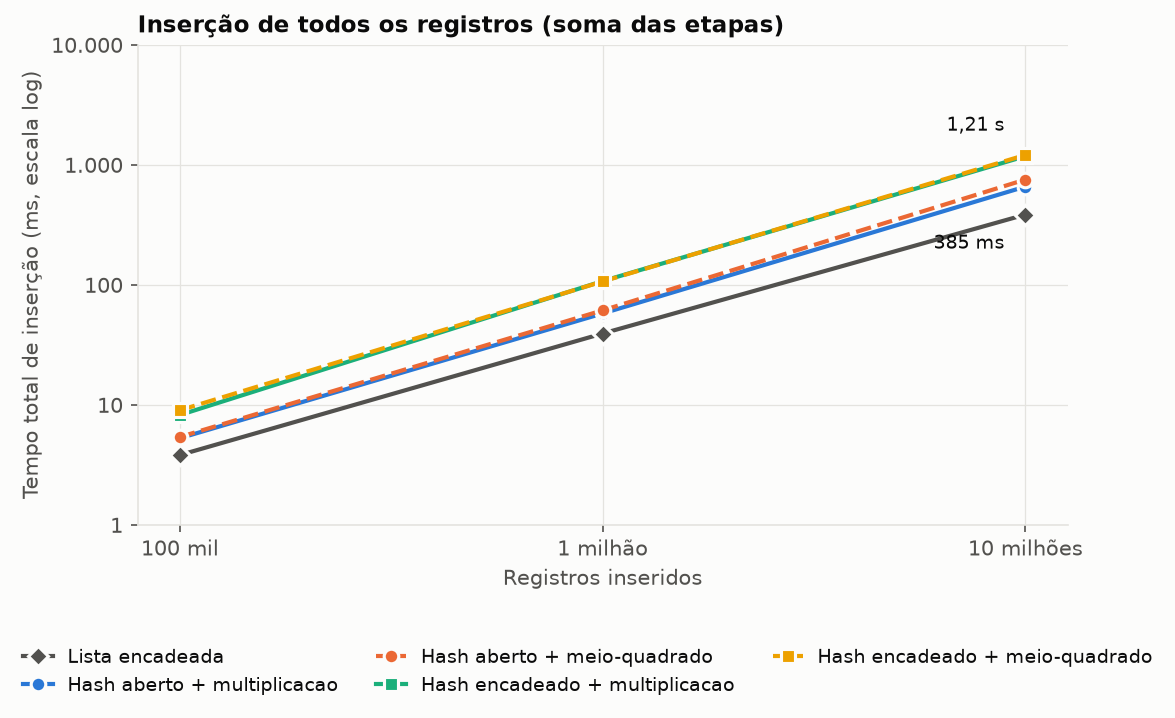 Inserção de todos os registros (soma das etapas)
Tempo total de inserção (ms, escala log)
10.000
1.000
100
10
1
1,21 s
385 ms
100 mil
1 milhão
10 milhões
Registros inseridos
Lista encadeada
Hash aberto + multiplicacao
Hash aberto + meio-quadrado
Hash encadeado + multiplicacao
Hash encadeado + meio-quadrado